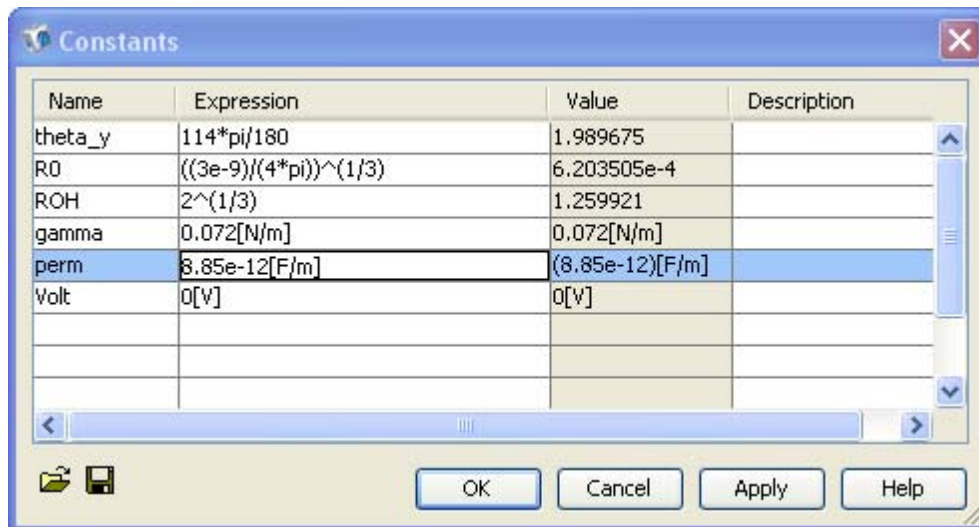 Constants
Name Expression Value Description
theta_y 114*pi/180 1.989675
R0 ((3e-9)/(4*pi))^(1/3) 6.203505e-4
ROH 2^(1/3) 1.259921
gamma 0.072[N/m] 0.072[N/m]
perm 8.85e-12[F/m] (8.85e-12)[F/m]
Volt 0[V] 0[V]
OK Cancel Apply Help